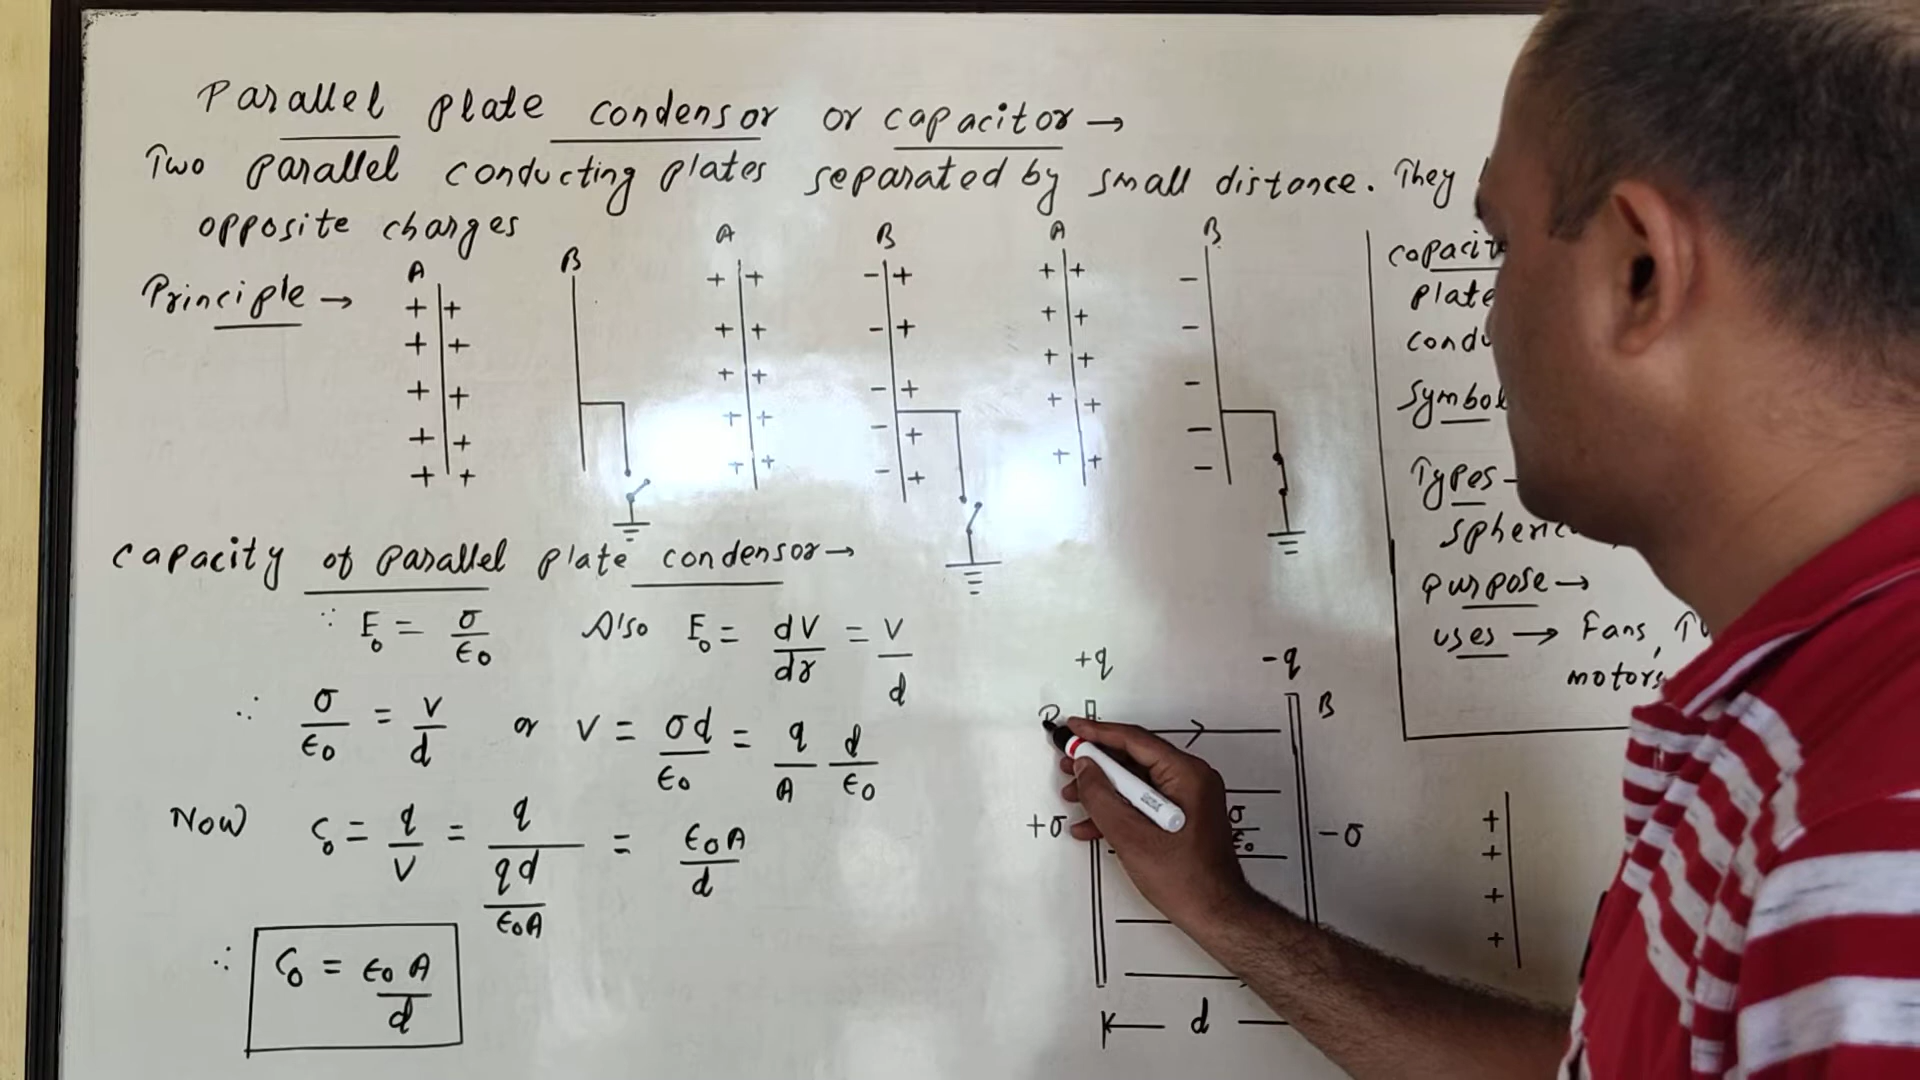 Parallel plate condensor or capacitor →
Two parallel conducting plates separated by small distance. They
opposite charges
Principle →
A B A B A B
+ + + + + + + + + +
+ + + + + + + + + + - + - + - + - + - +
+ + + + + + + + + + - - - - -
plate
Symbol
Types -
purpose →
uses → Fans,
motors,
Capacity of parallel plate condensor →
∵ E₀ = σ/ϵ₀ Also E₀ = dV/dr = V/d
∴ σ/ϵ₀ = V/d or V = σd/ϵ₀ = q/A d/ϵ₀
Now C₀ = q/V = q/(qd/ϵ₀A) = ϵ₀A/d
∴ C₀ = ϵ₀A/d
+q -q
B
+σ σ/ϵ₀ -σ
d
+
+
+
+